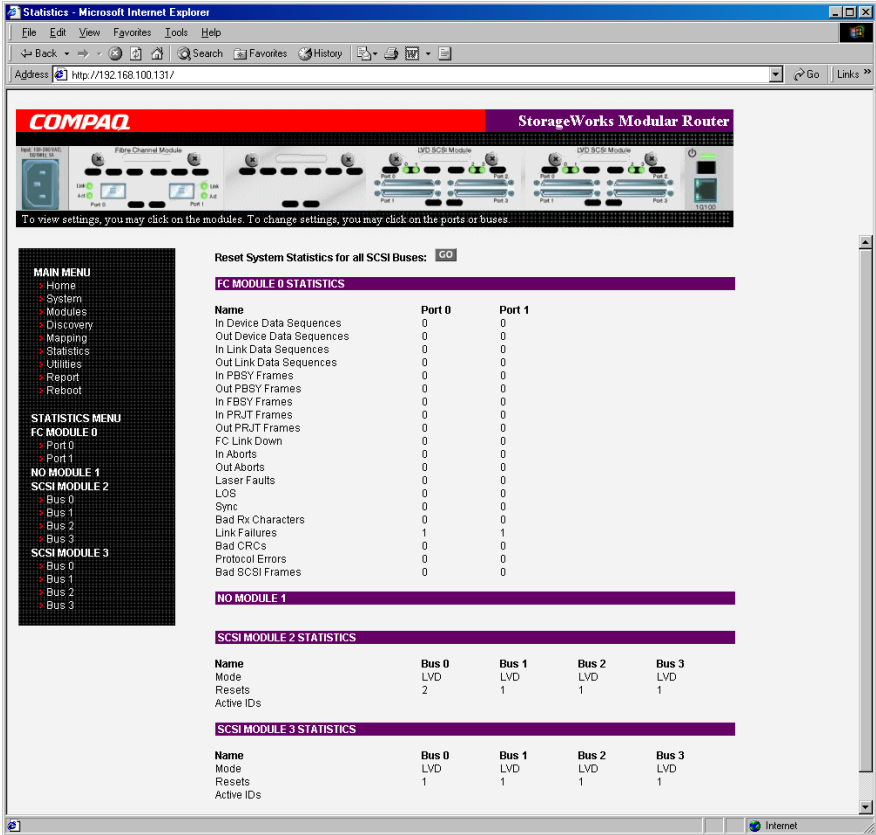 Statistics - Microsoft Internet Explorer
File Edit View Favorites Tools Help
Back Search Favorites History
Address http://192.168.100.131/ Go Links »
COMPAQ StorageWorks Modular Router
Input: 100-240VAC
50/60Hz, 1A
Fibre Channel Module
LVD SCSI Module
LVD SCSI Module
Link Link
Act Act
Port 0 Port 1
Port 0 Port 2
Port 1 Port 3
Port 0 Port 2
Port 1 Port 3
10/100
To view settings, you may click on the modules. To change settings, you may click on the ports or buses.
MAIN MENU
Home
System
Modules
Discovery
Mapping
Statistics
Utilities
Report
Reboot
STATISTICS MENU
FC MODULE 0
Port 0
Port 1
NO MODULE 1
SCSI MODULE 2
Bus 0
Bus 1
Bus 2
Bus 3
SCSI MODULE 3
Bus 0
Bus 1
Bus 2
Bus 3
Reset System Statistics for all SCSI Buses: GO
FC MODULE 0 STATISTICS
Name Port 0 Port 1
In Device Data Sequences 0 0
Out Device Data Sequences 0 0
In Link Data Sequences 0 0
Out Link Data Sequences 0 0
In PBSY Frames 0 0
Out PBSY Frames 0 0
In FBSY Frames 0 0
In PRJT Frames 0 0
Out PRJT Frames 0 0
FC Link Down 0 0
In Aborts 0 0
Out Aborts 0 0
Laser Faults 0 0
LOS 0 0
Sync 0 0
Bad Rx Characters 0 0
Link Failures 1 1
Bad CRCs 0 0
Protocol Errors 0 0
Bad SCSI Frames 0 0
NO MODULE 1
SCSI MODULE 2 STATISTICS
Name Bus 0 Bus 1 Bus 2 Bus 3
Mode LVD LVD LVD LVD
Resets 2 1 1 1
Active IDs
SCSI MODULE 3 STATISTICS
Name Bus 0 Bus 1 Bus 2 Bus 3
Mode LVD LVD LVD LVD
Resets 1 1 1 1
Active IDs
Internet